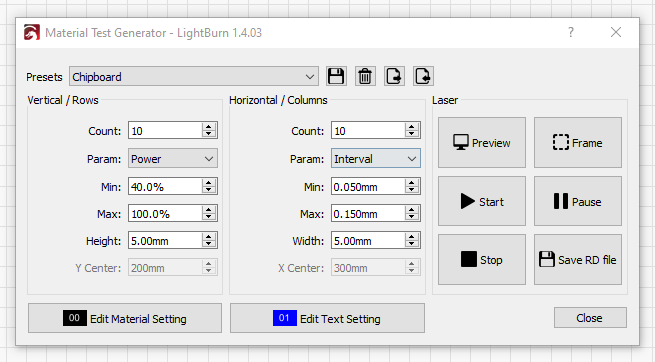 Material Test Generator - LightBurn 1.4.03
?
Presets Chipboard
Vertical / Rows
Count: 10
Param: Power
Min: 40.0%
Max: 100.0%
Height: 5.00mm
Y Center: 200mm
Horizontal / Columns
Count: 10
Param: Interval
Min: 0.050mm
Max: 0.150mm
Width: 5.00mm
X Center: 300mm
Laser
Preview
Frame
Start
Pause
Stop
Save RD file
00 Edit Material Setting
01 Edit Text Setting
Close